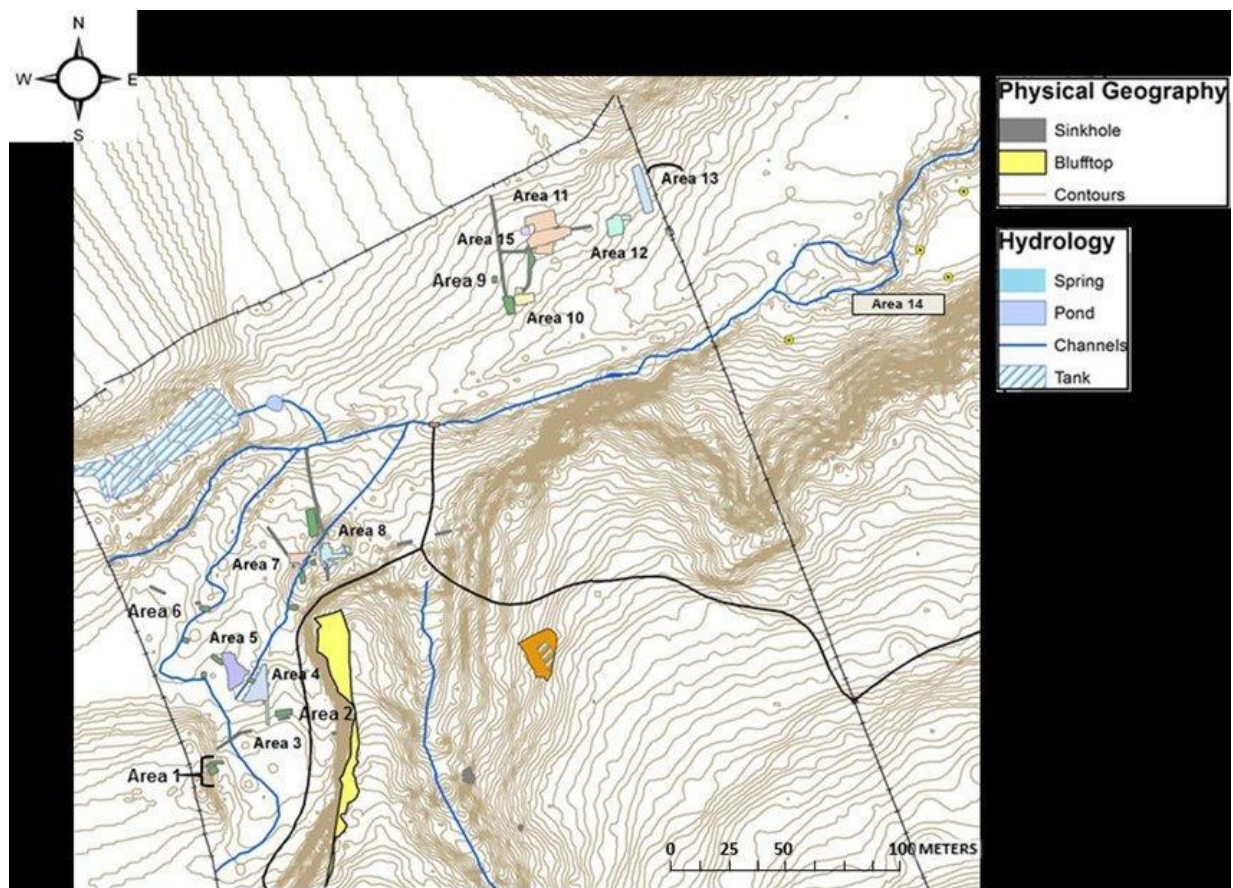 N
W E
S
Physical Geography
Sinkhole
Blufftop
Contours
Hydrology
Spring
Pond
Channels
Tank
Area 13
Area 11
Area 15
Area 12
Area 9
Area 14
Area 10
Area 8
Area 7
Area 6
Area 5
Area 4
Area 2
Area 3
Area 1
0 25 50 100 METERS